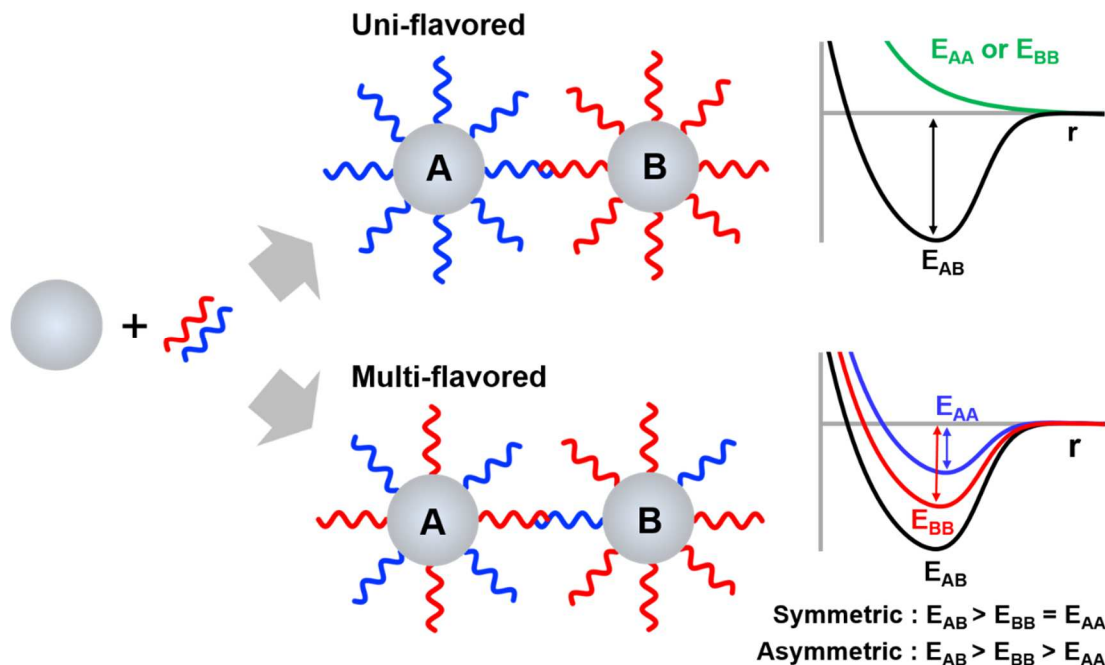 Uni-flavored
A
B
E_AA or E_BB
r
E_AB
+
Multi-flavored
A
B
E_AA
r
E_BB
E_AB
Symmetric : E_AB > E_BB = E_AA
Asymmetric : E_AB > E_BB > E_AA